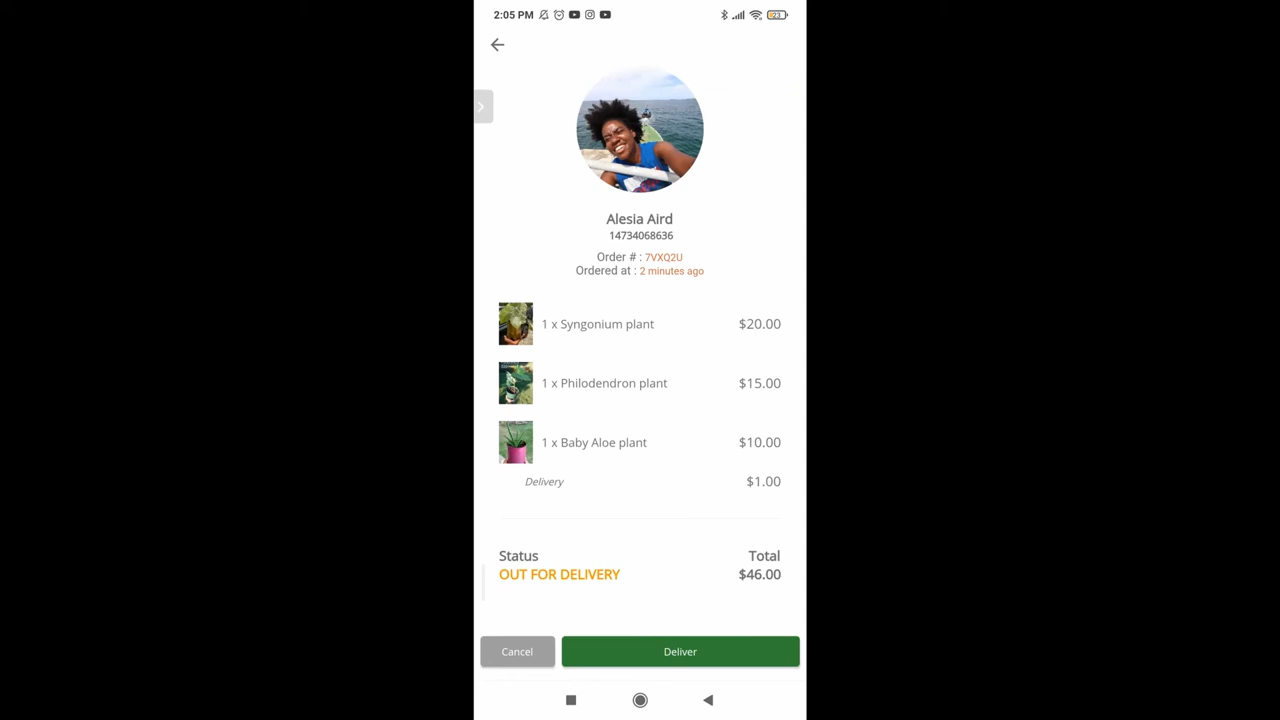 2:05 PM
23
Alesia Aird
14734068636
Order # : 7VXQ2U
Ordered at : 2 minutes ago
1 x Syngonium plant $20.00
1 x Philodendron plant $15.00
1 x Baby Aloe plant $10.00
Delivery $1.00
Status Total
OUT FOR DELIVERY $46.00
Cancel Deliver